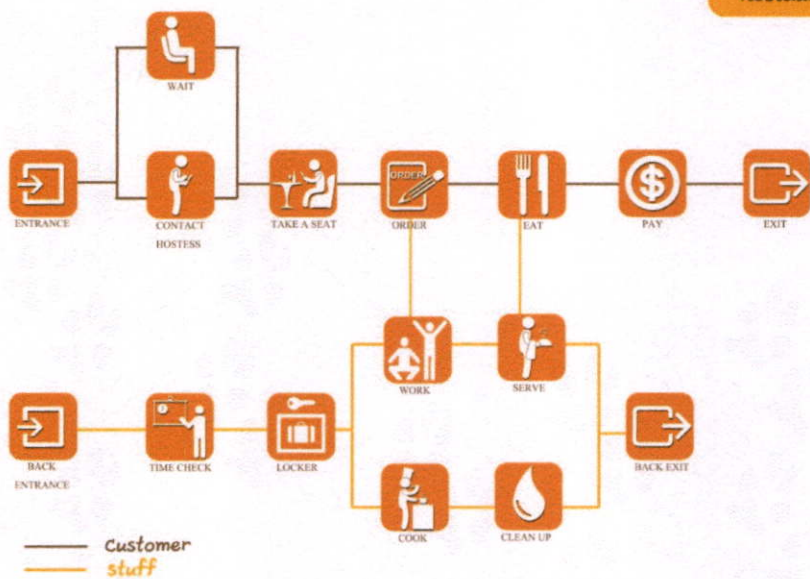 WAIT
ENTRANCE
CONTACT
HOSTESS
TAKE A SEAT
ORDER
ORDER
EAT
$
PAY
EXIT
WORK
SERVE
BACK
ENTRANCE
TIME CHECK
LOCKER
BACK EXIT
COOK
CLEAN UP
Customer
stuff